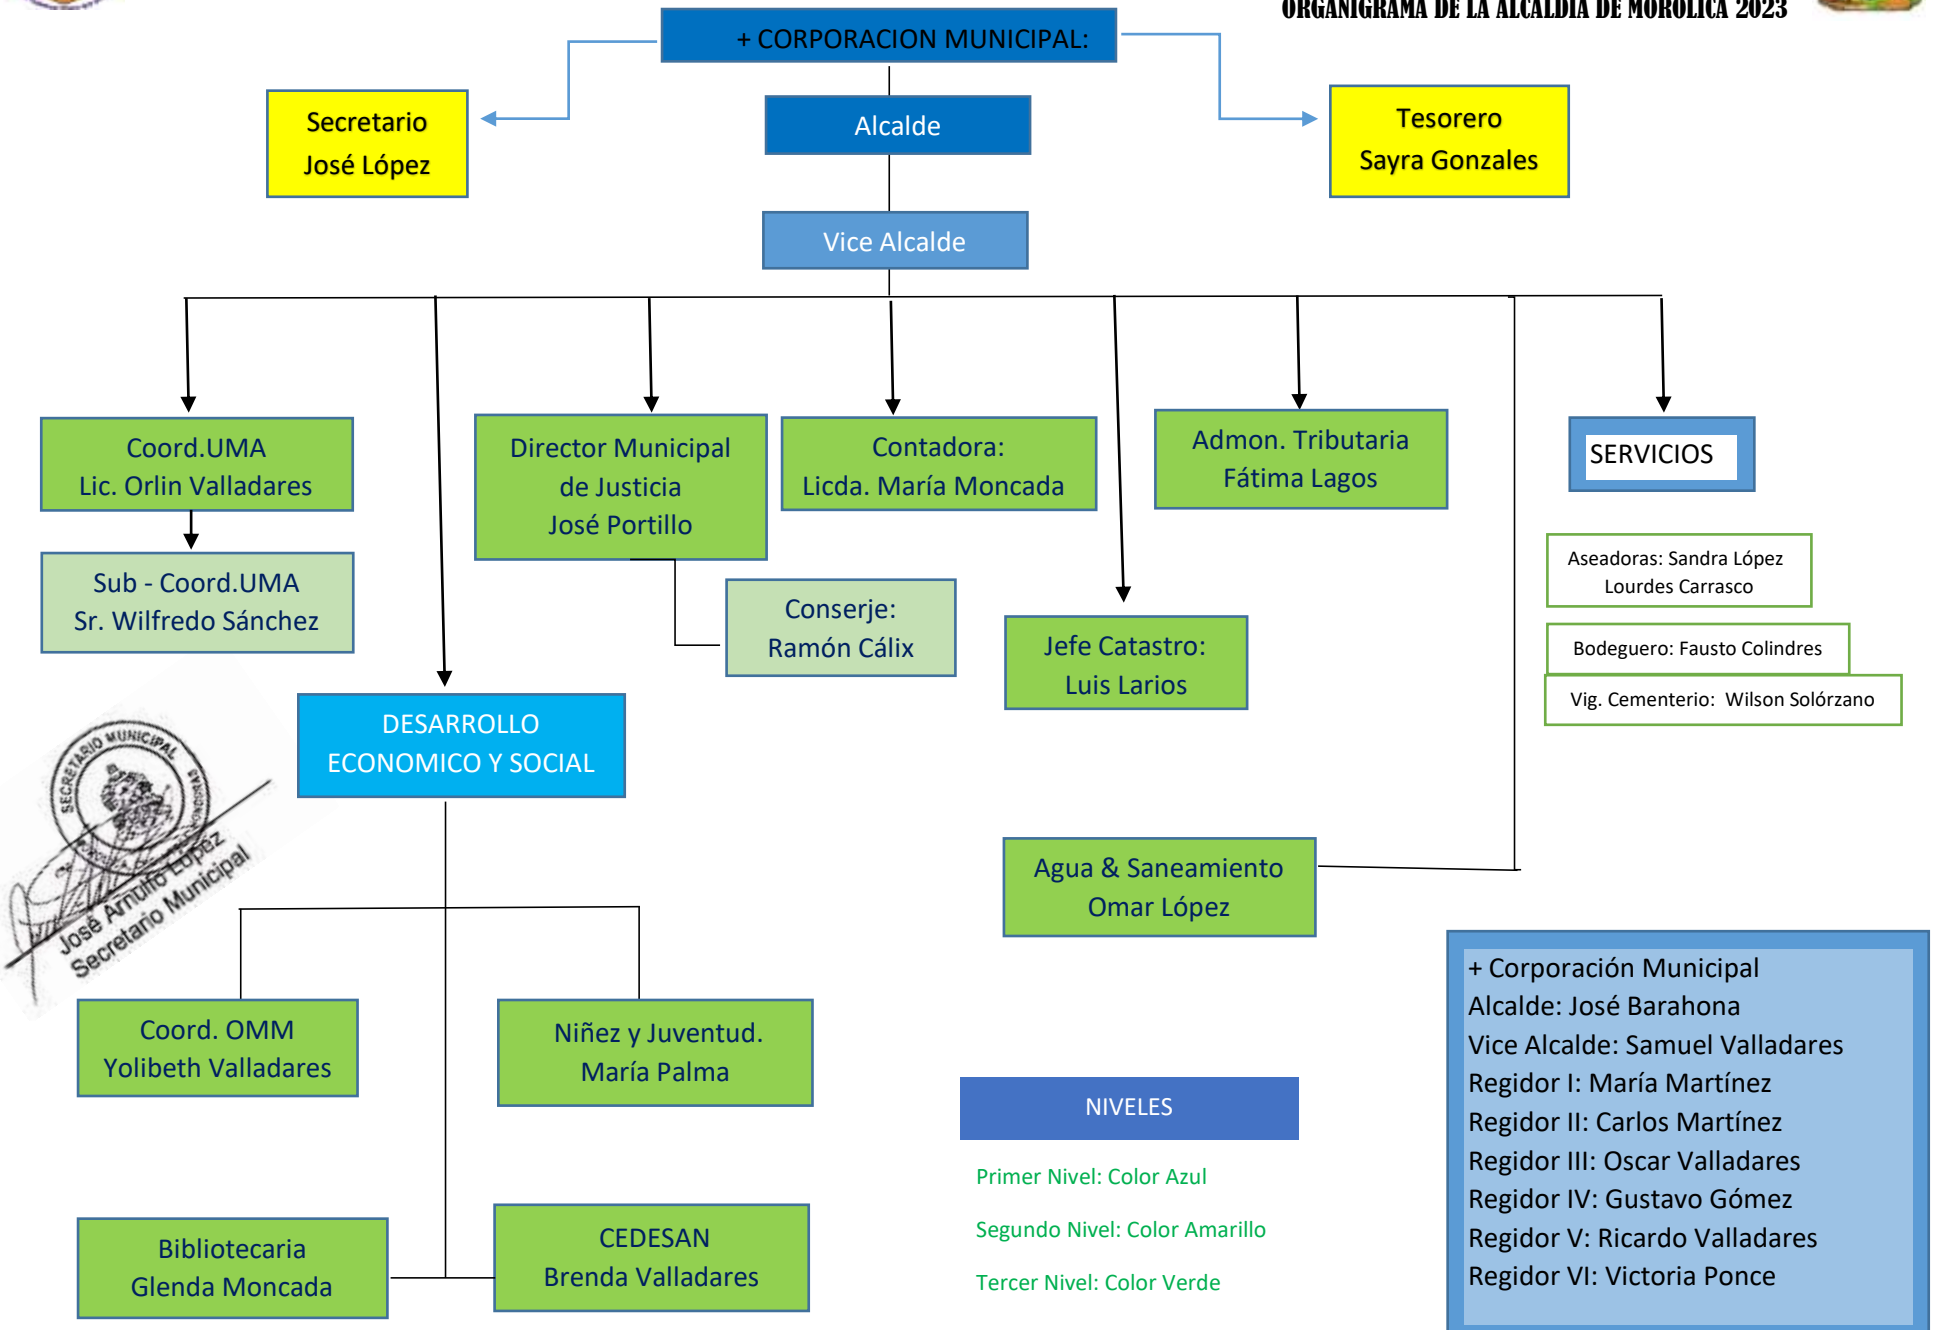 ORGANIGRAMA DE LA ALCALDIA DE MOROLICA 2023
+ CORPORACION MUNICIPAL:
Secretario
José López
Alcalde
Tesorero
Sayra Gonzales
Vice Alcalde
Coord.UMA
Lic. Orlin Valladares
Director Municipal
de Justicia
José Portillo
Contadora:
Licda. María Moncada
Admon. Tributaria
Fátima Lagos
SERVICIOS
Sub - Coord.UMA
Sr. Wilfredo Sánchez
Conserje:
Ramón Cálix
Jefe Catastro:
Luis Larios
Aseadoras: Sandra López
Lourdes Carrasco
Bodeguero: Fausto Colindres
Vig. Cementerio: Wilson Solórzano
DESARROLLO
ECONOMICO Y SOCIAL
SECRETARIO MUNICIPAL
José Arnulfo López
Secretario Municipal
Agua & Saneamiento
Omar López
Coord. OMM
Yolibeth Valladares
Niñez y Juventud.
María Palma
Bibliotecaria
Glenda Moncada
CEDESAN
Brenda Valladares
NIVELES
Primer Nivel: Color Azul
Segundo Nivel: Color Amarillo
Tercer Nivel: Color Verde
+ Corporación Municipal
Alcalde: José Barahona
Vice Alcalde: Samuel Valladares
Regidor I: María Martínez
Regidor II: Carlos Martínez
Regidor III: Oscar Valladares
Regidor IV: Gustavo Gómez
Regidor V: Ricardo Valladares
Regidor VI: Victoria Ponce